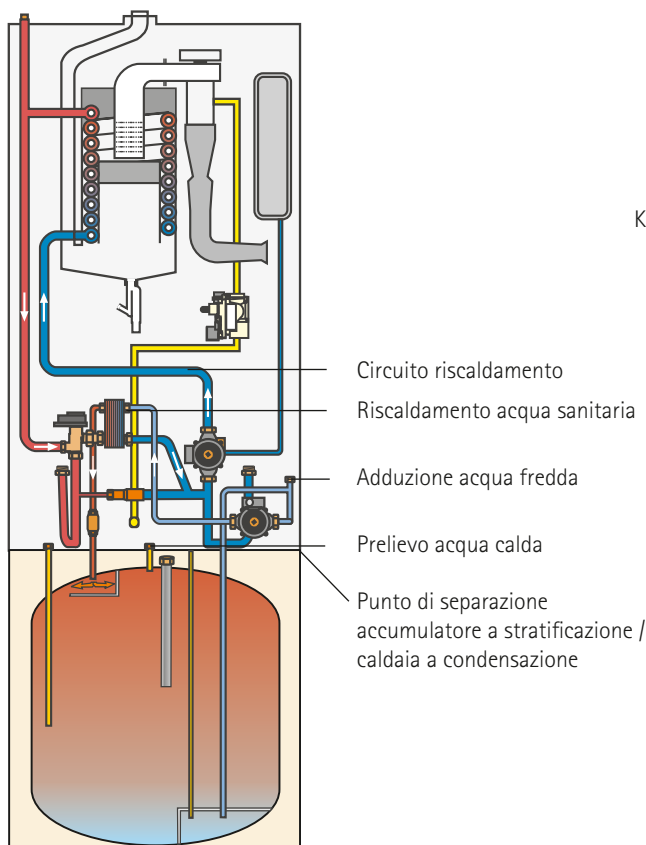 K
Circuito riscaldamento
Riscaldamento acqua sanitaria
Adduzione acqua fredda
Prelievo acqua calda
Punto di separazione
accumulatore a stratificazione /
caldaia a condensazione